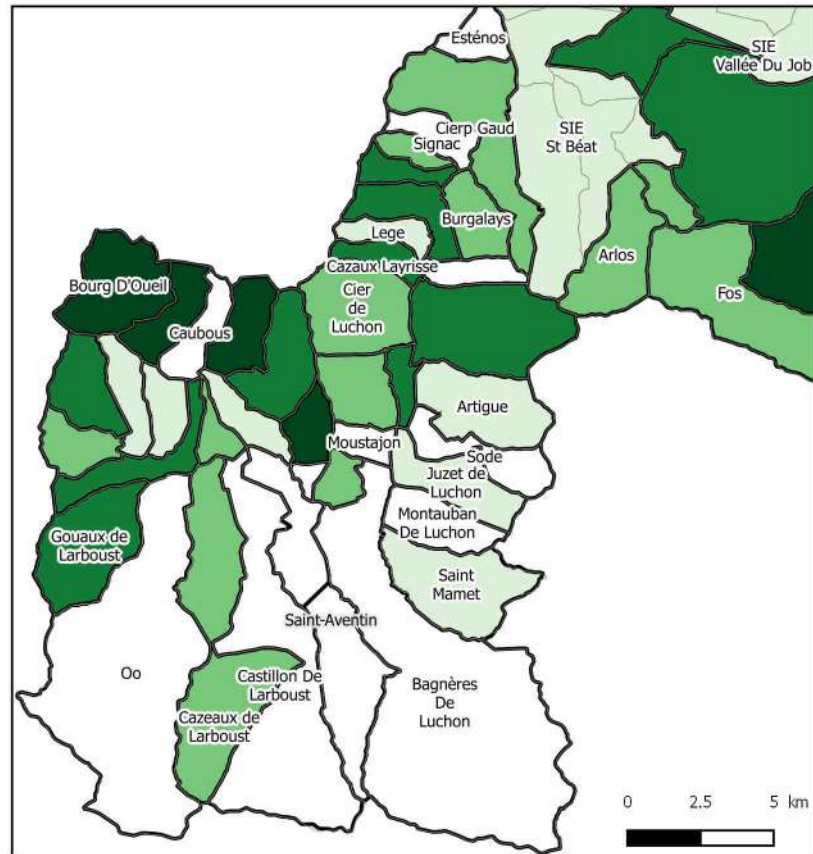 Esténos
SIE
Vallée Du Job
Cierp Gaud
Signac
SIE
St Béat
Burgalays
Lege
Arlos
Cazaux Layrisse
Bourg D'Oueil
Cier
de
Luchon
Fos
Caubous
Artigue
Moustajon
Sode
Juzet de
Luchon
Montauban
De Luchon
Gouaux de
Larboust
Saint
Mamet
Saint-Aventin
Oo
Castillon De
Larboust
Bagnères
De
Luchon
Cazeaux de
Larboust
0 2.5 5 km